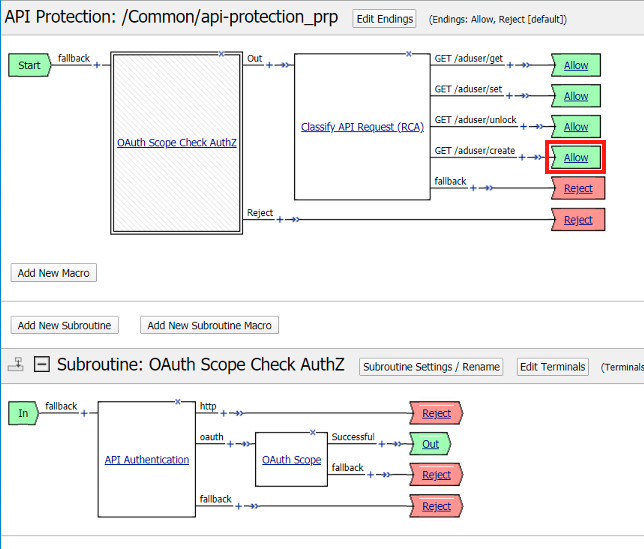 API Protection: /Common/api-protection_prp
Edit Endings
(Endings: Allow, Reject [default])
Start
fallback
OAuth Scope Check AuthZ
Out
Classify API Request (RCA)
GET /aduser/get
Allow
GET /aduser/set
Allow
GET /aduser/unlock
Allow
GET /aduser/create
Allow
fallback
Reject
Reject
Reject
Add New Macro
Add New Subroutine
Add New Subroutine Macro
Subroutine: OAuth Scope Check AuthZ
Subroutine Settings / Rename
Edit Terminals
(Terminals
In
fallback
API Authentication
http
Reject
oauth
OAuth Scope
Successful
Out
fallback
Reject
fallback
Reject